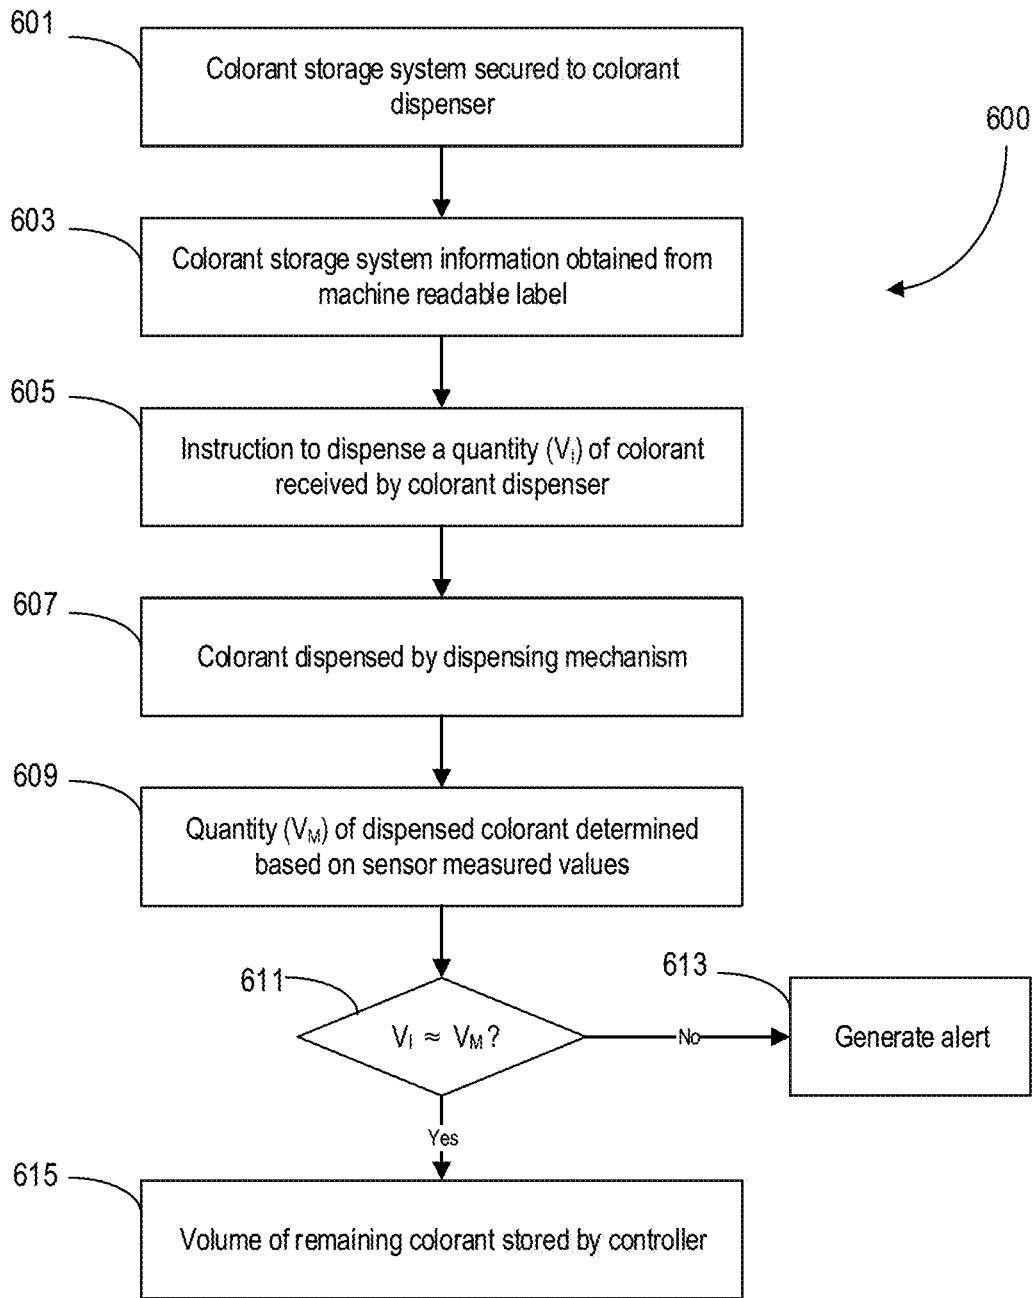 601
Colorant storage system secured to colorant
dispenser
600
603
Colorant storage system information obtained from
machine readable label
605
Instruction to dispense a quantity (Vᵢ) of colorant
received by colorant dispenser
607
Colorant dispensed by dispensing mechanism
609
Quantity (V_M) of dispensed colorant determined
based on sensor measured values
611
V_I ≈ V_M?
No
613
Generate alert
Yes
615
Volume of remaining colorant stored by controller